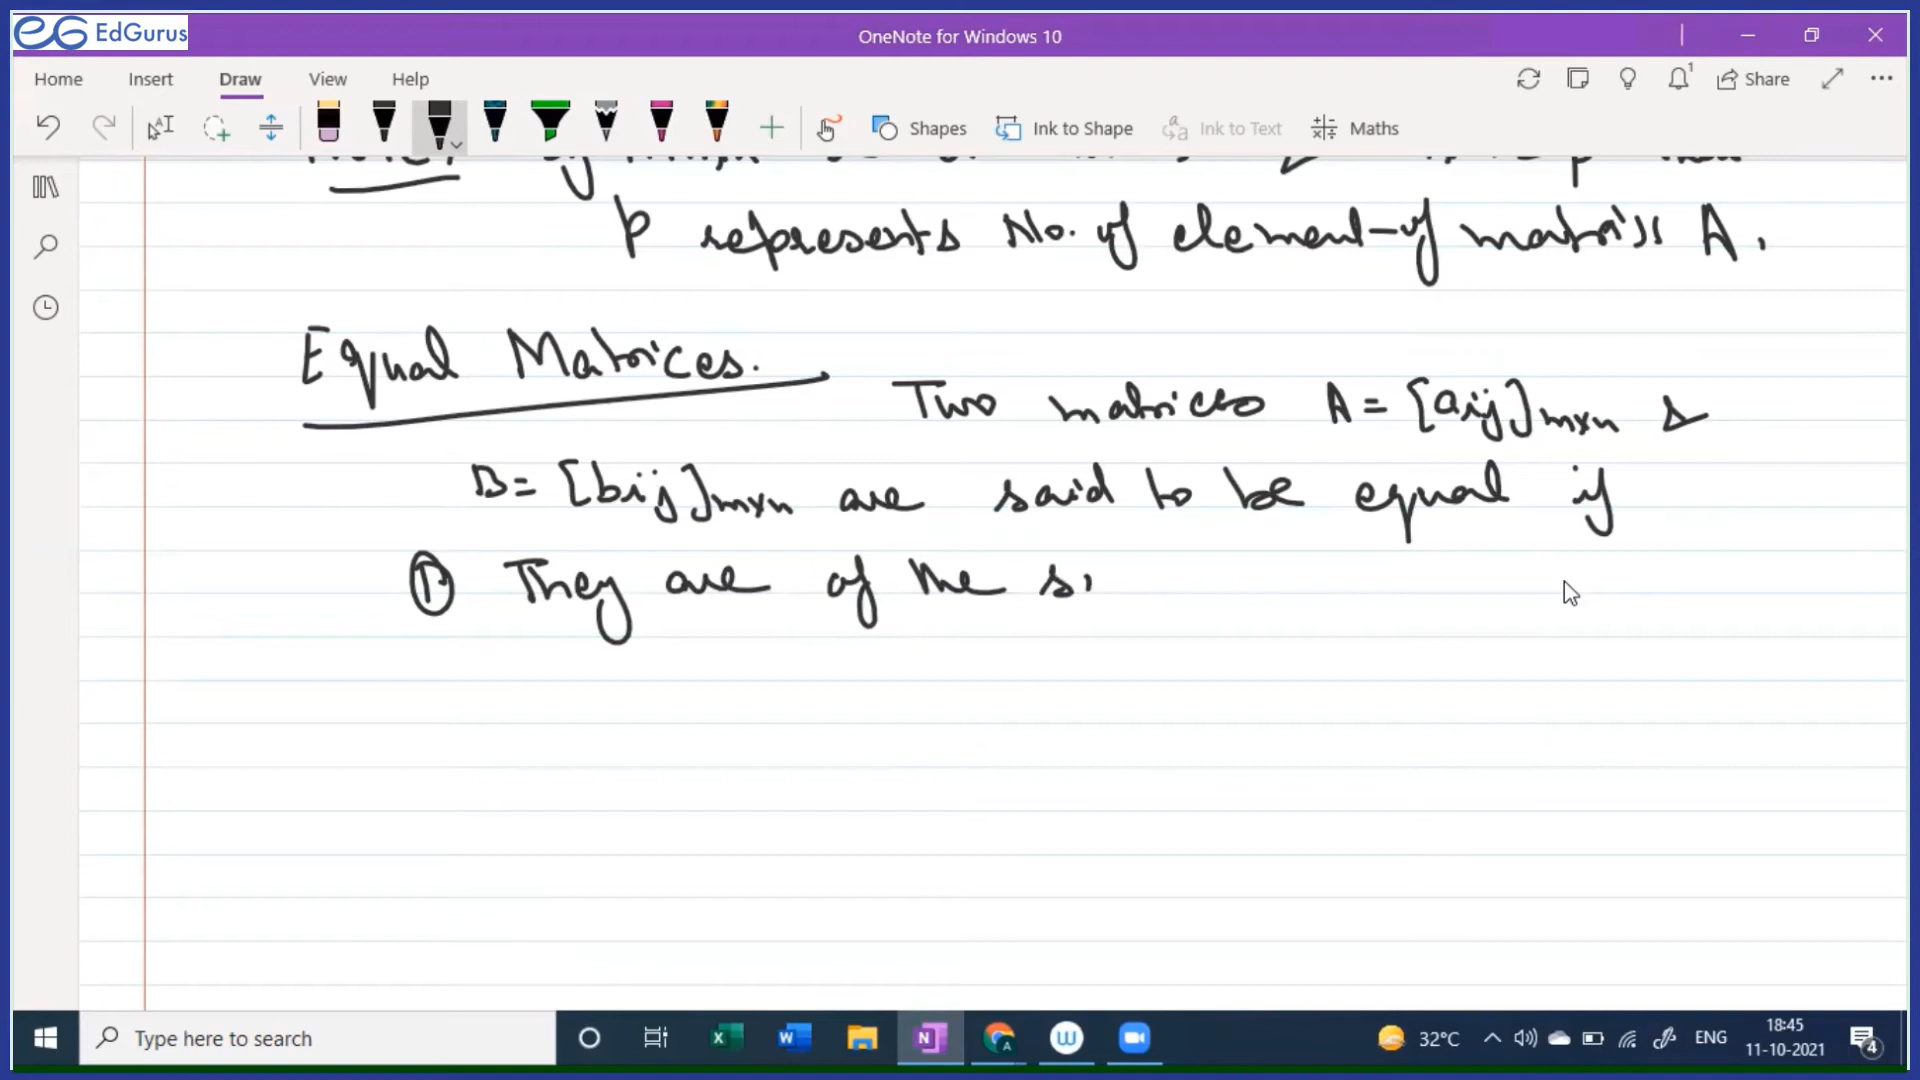 EdGurus
OneNote for Windows 10
Home Insert Draw View Help
Share
Shapes Ink to Shape Ink to Text Maths
p represents No. of element of matrix A.
Equal Matrices.
Two matrices A = [aij]mxn &
B = [bij]mxn are said to be equal if
① They are of the s
Type here to search
32°C
ENG
18:45
11-10-2021
4